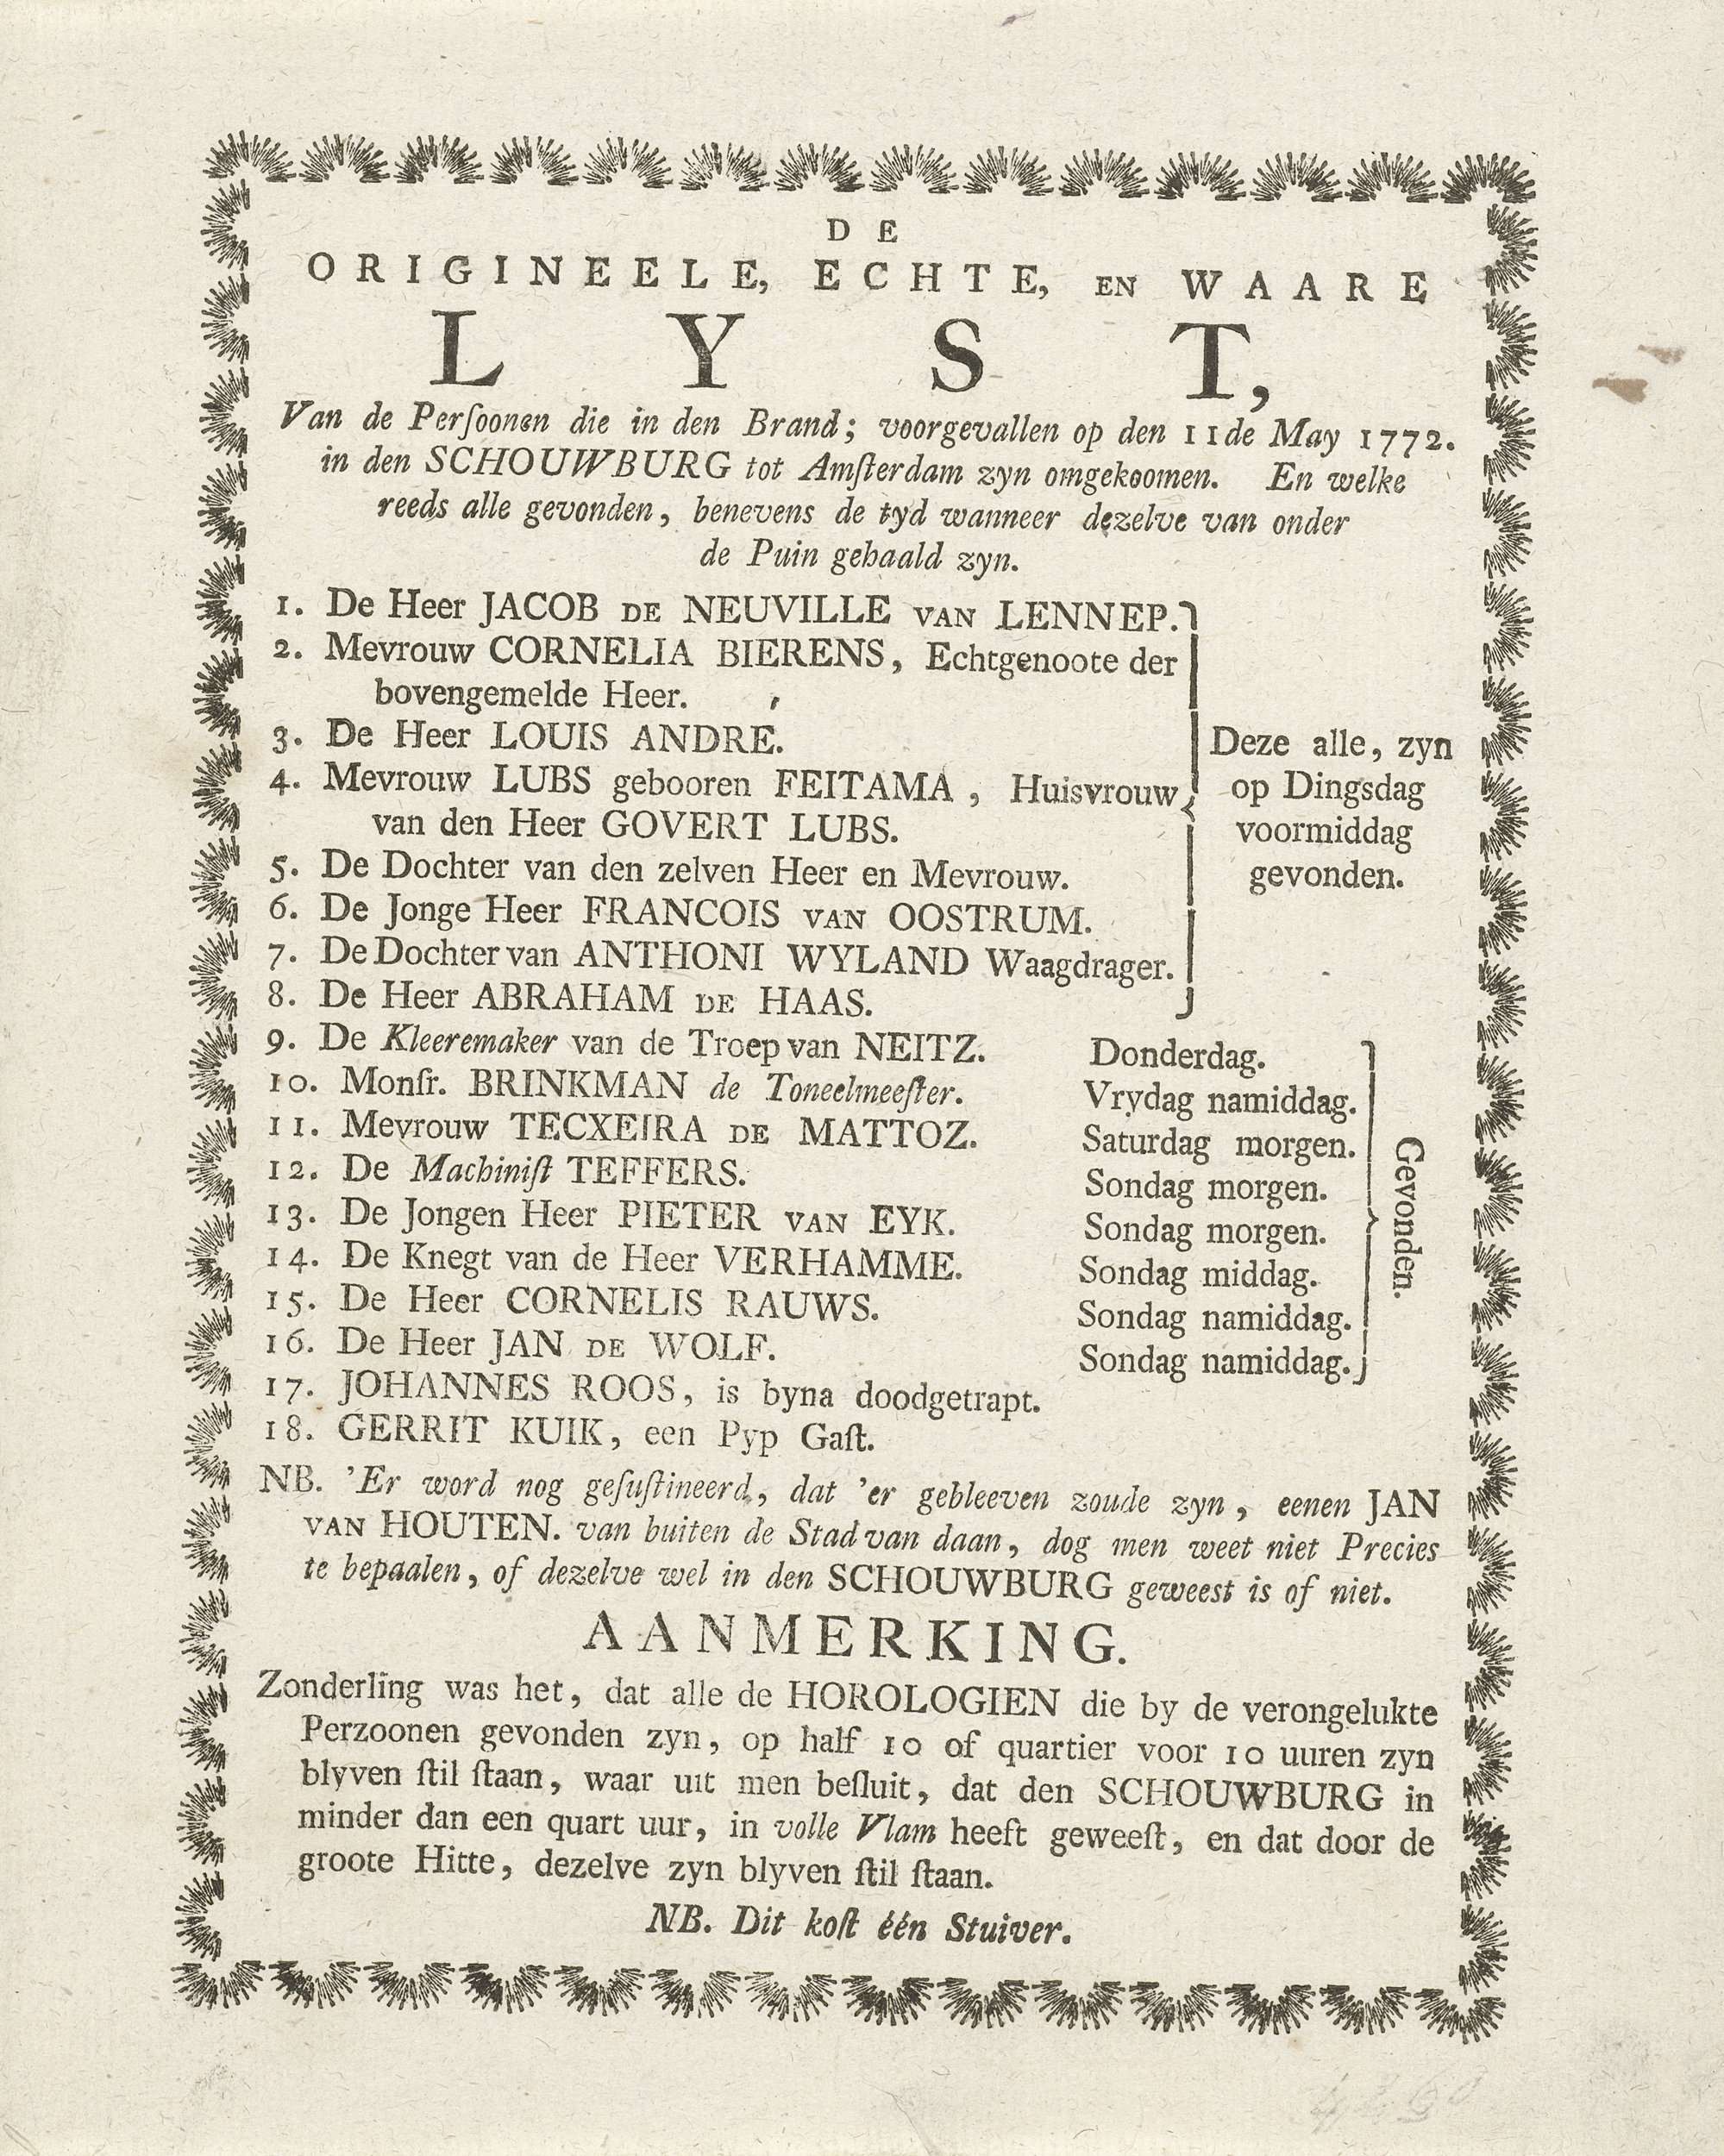 DE
ORIGINEELE, ECHTE, EN WAARE
LYST,
Van de Perſoonen die in den Brand; voorgevallen op den 11de May 1772.
in den SCHOUWBURG tot Amſterdam zyn omgekoomen. En welke
reeds alle gevonden, benevens de tyd wanneer dezelve van onder
de Puin gehaald zyn.
1. De Heer JACOB DE NEUVILLE VAN LENNEP.
2. Mevrouw CORNELIA BIERENS, Echtgenoote der
bovengemelde Heer.
3. De Heer LOUIS ANDRE.
4. Mevrouw LUBS gebooren FEITAMA, Huisvrouw
van den Heer GOVERT LUBS.
5. De Dochter van den zelven Heer en Mevrouw.
6. De Jonge Heer FRANCOIS VAN OOSTRUM.
7. De Dochter van ANTHONI WYLAND Waagdrager.
8. De Heer ABRAHAM DE HAAS.
Deze alle, zyn
op Dingsdag
voormiddag
gevonden.
9. De Kleeremaker van de Troep van NEITZ. Donderdag.
10. Monſr. BRINKMAN de Toneelmeeſter. Vrydag namiddag.
11. Mevrouw TECXEIRA DE MATTOZ. Saturdag morgen.
12. De Machiniſt TEFFERS. Sondag morgen.
13. De Jongen Heer PIETER VAN EYK. Sondag morgen.
14. De Knegt van de Heer VERHAMME. Sondag middag.
15. De Heer CORNELIS RAUWS. Sondag namiddag.
16. De Heer JAN DE WOLF. Sondag namiddag.
Gevonden.
17. JOHANNES ROOS, is byna doodgetrapt.
18. GERRIT KUIK, een Pyp Gaſt.
NB. 'Er word nog geſuſtineerd, dat 'er gebleeven zoude zyn, eenen JAN
VAN HOUTEN. van buiten de Stad van daan, dog men weet niet Precies
te bepaalen, of dezelve wel in den SCHOUWBURG geweest is of niet.
AANMERKING.
Zonderling was het, dat alle de HOROLOGIEN die by de verongelukte
Perzoonen gevonden zyn, op half 10 of quartier voor 10 uuren zyn
blyven ſtil ſtaan, waar uit men beſluit, dat den SCHOUWBURG in
minder dan een quart uur, in volle Vlam heeft geweeſt, en dat door de
groote Hitte, dezelve zyn blyven ſtil ſtaan.
NB. Dit koſt één Stuiver.